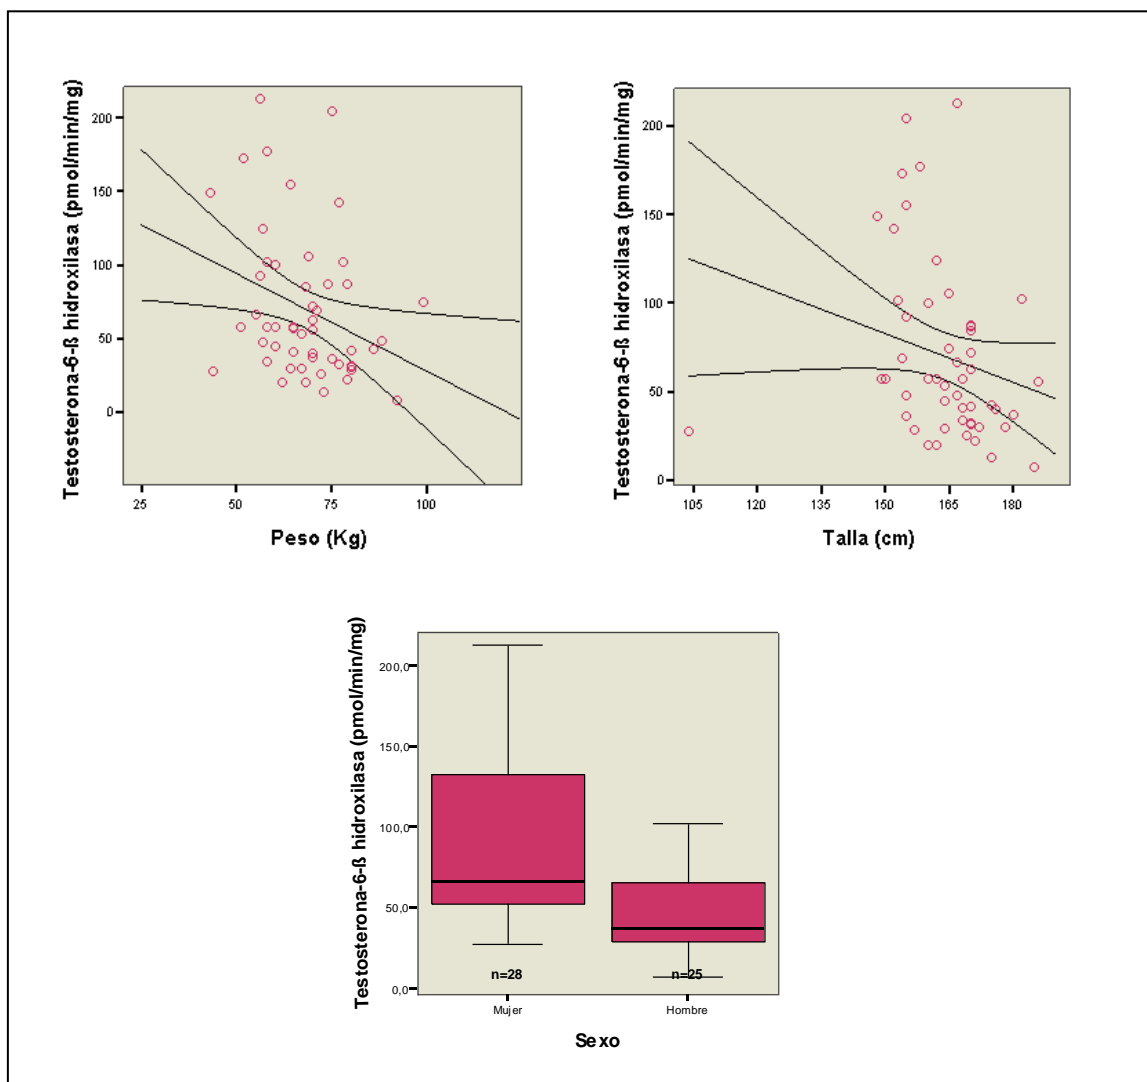 Testosterona-6-ß hidroxilasa (pmol/min/mg)
200
150
100
50
0
25
50
75
100
Peso (Kg)
Testosterona-6-ß hidroxilasa (pmol/min/mg)
200
150
100
50
0
105
120
135
150
165
180
Talla (cm)
Testosterona-6-ß hidroxilasa (pmol/min/mg)
200,0
150,0
100,0
50,0
0,0
n=28
n=25
Mujer
Hombre
Sexo